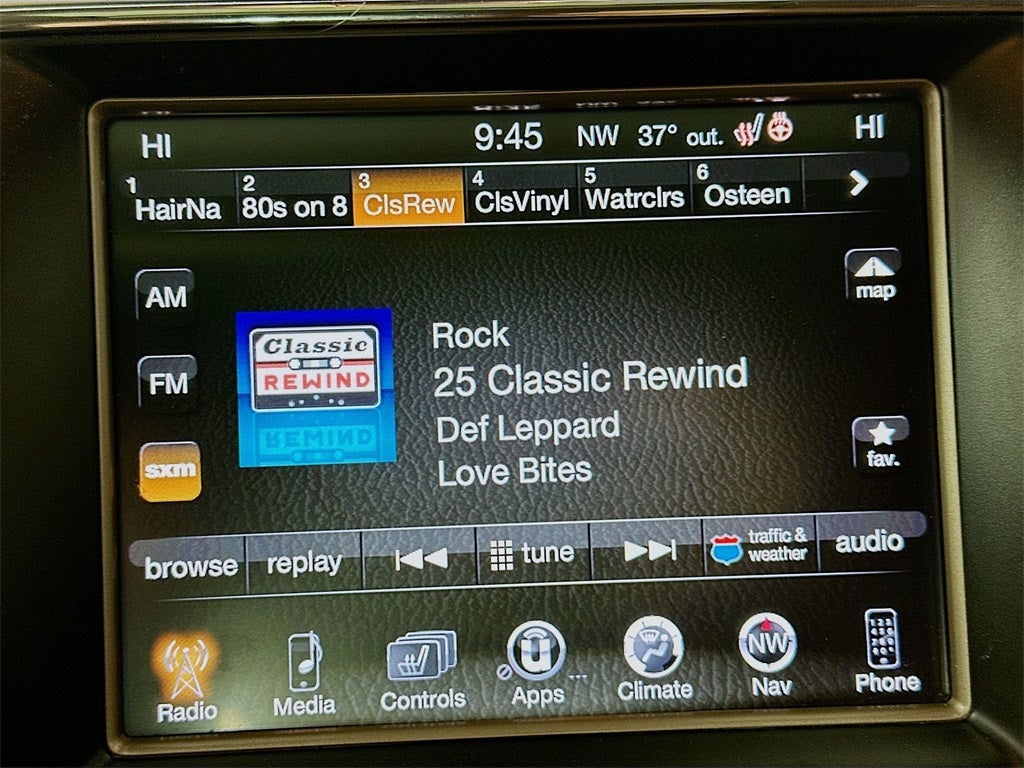 HI 9:45 NW 37° out. HI
1 HairNa 2 80s on 8 3 ClsRew 4 ClsVinyl 5 Watrclrs 6 Osteen
AM
map
Classic
REWIND
Rock
25 Classic Rewind
Def Leppard
Love Bites
FM
sxm
fav.
browse replay tune traffic & weather audio
NW
Radio Media Controls Apps ... Climate Nav Phone